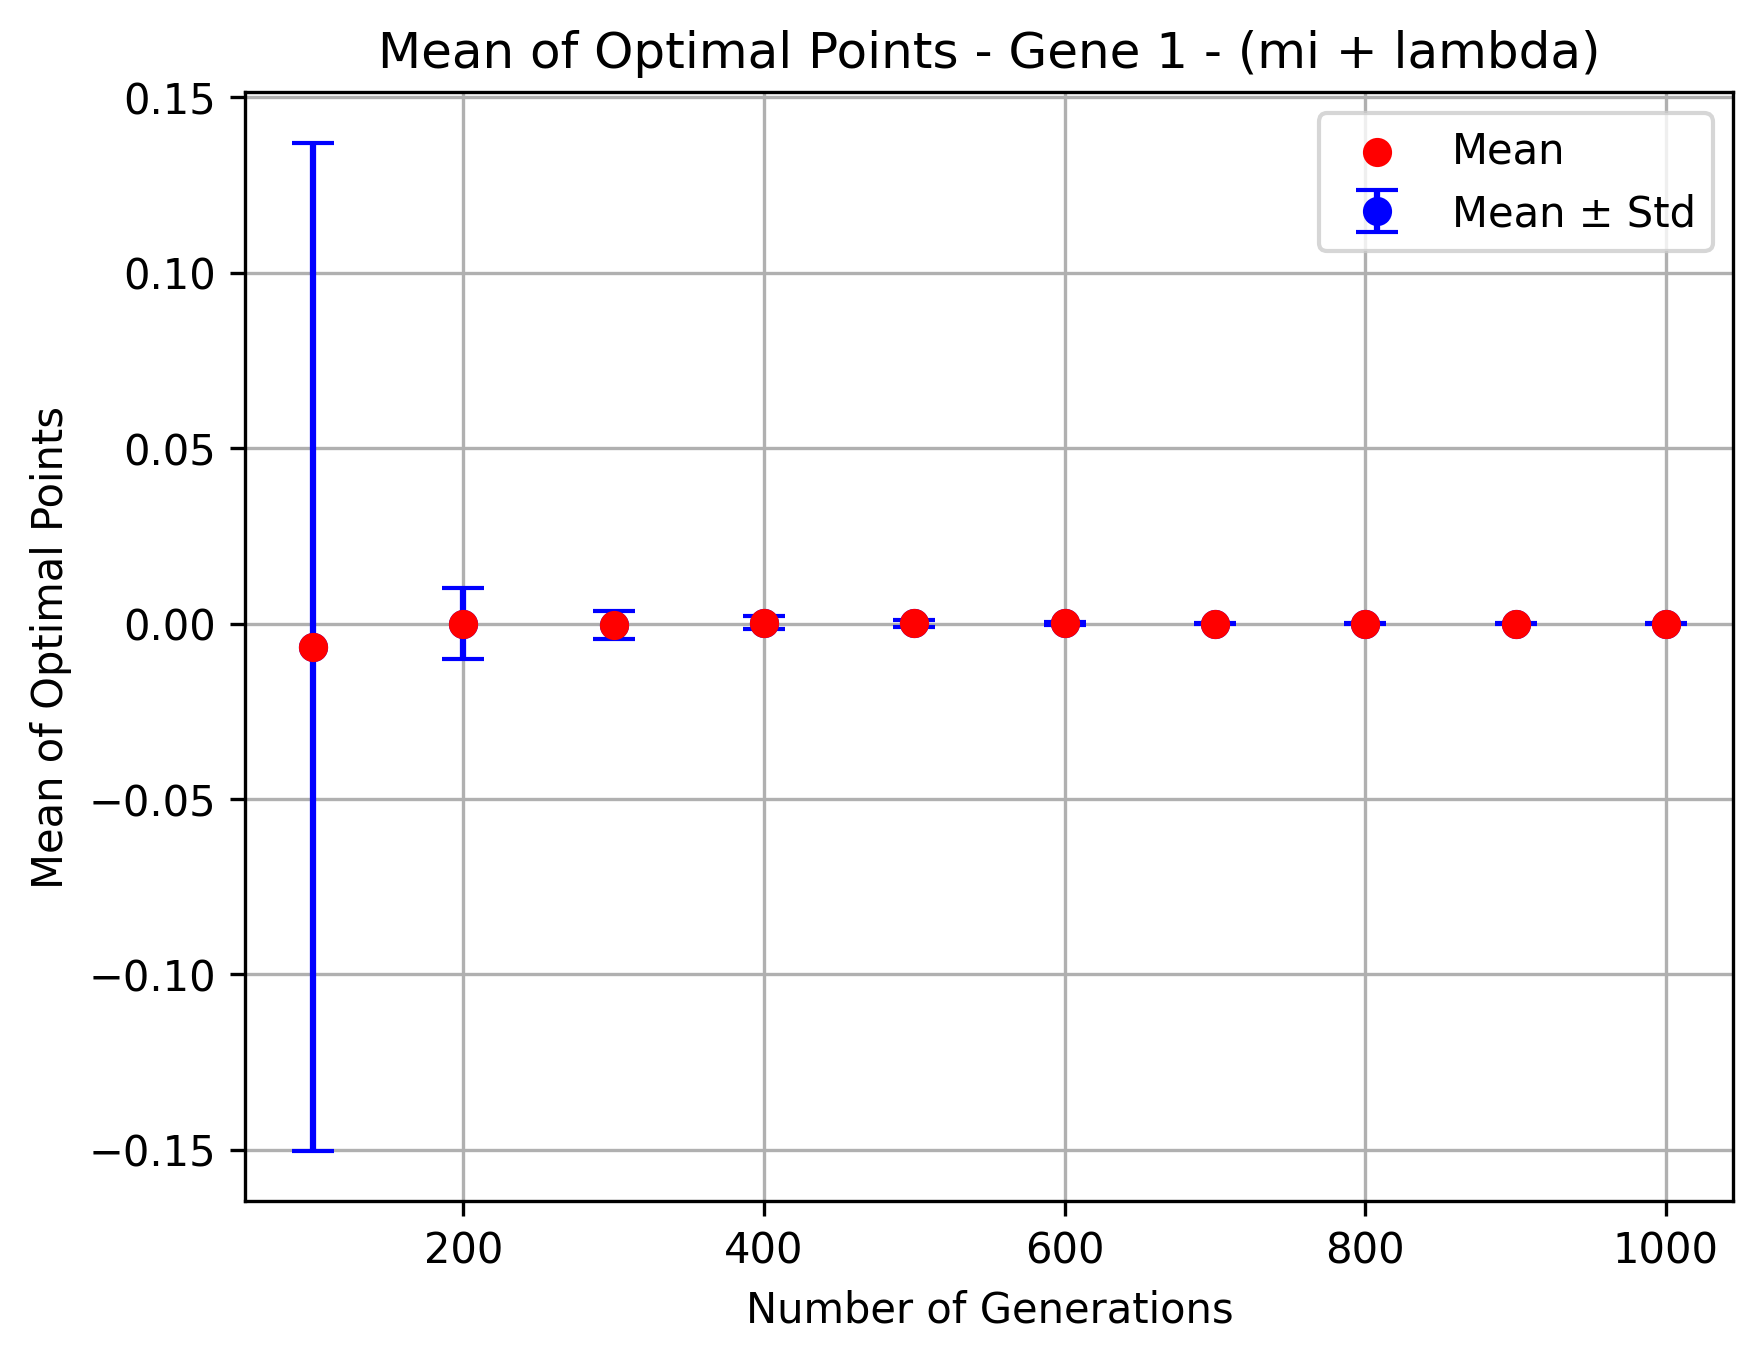 Mean of Optimal Points - Gene 1 - (mi + lambda)
Mean
Mean ± Std
Mean of Optimal Points
0.15
0.10
0.05
0.00
−0.05
−0.10
−0.15
200
400
600
800
1000
Number of Generations